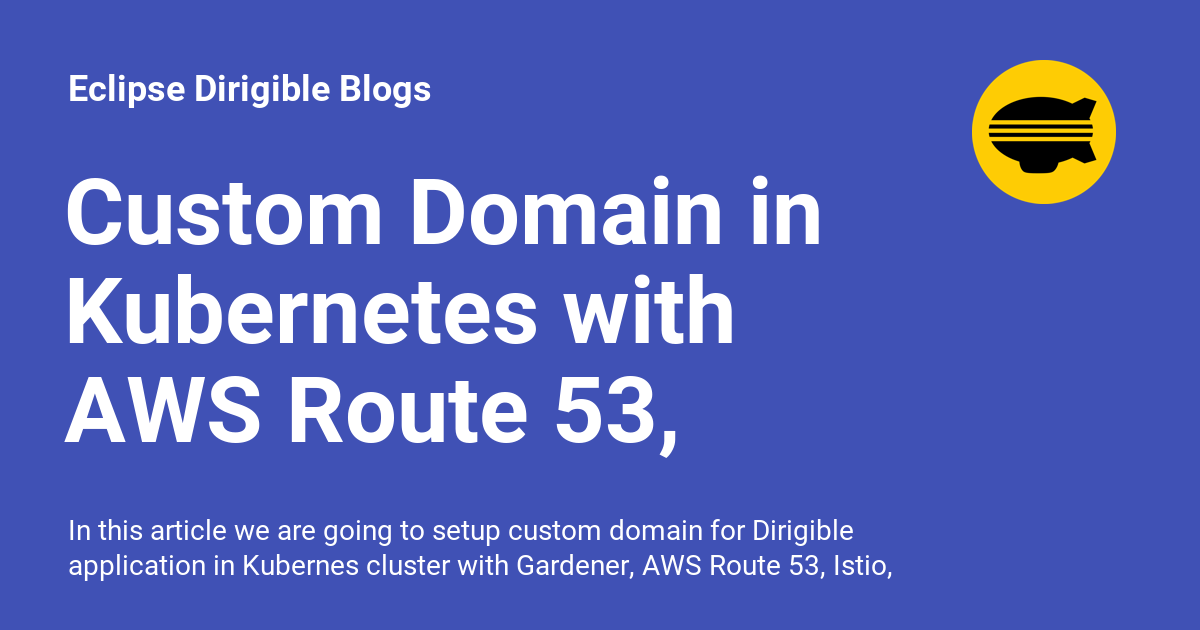 Eclipse Dirigible Blogs
Custom Domain in
Kubernetes with
AWS Route 53,
In this article we are going to setup custom domain for Dirigible
application in Kubernes cluster with Gardener, AWS Route 53, Istio,